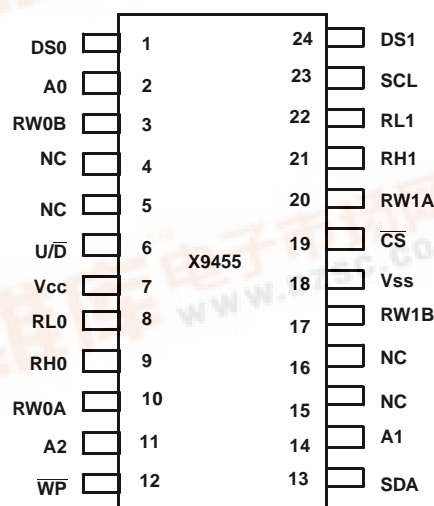 DS0 1 24 DS1
A0 2 23 SCL
RW0B 3 22 RL1
NC 4 21 RH1
NC 5 20 RW1A
U/D̅ 6 19 C̅S̅
X9455
Vcc 7 18 Vss
RL0 8 17 RW1B
RH0 9 16 NC
RW0A 10 15 NC
A2 11 14 A1
W̅P̅ 12 13 SDA